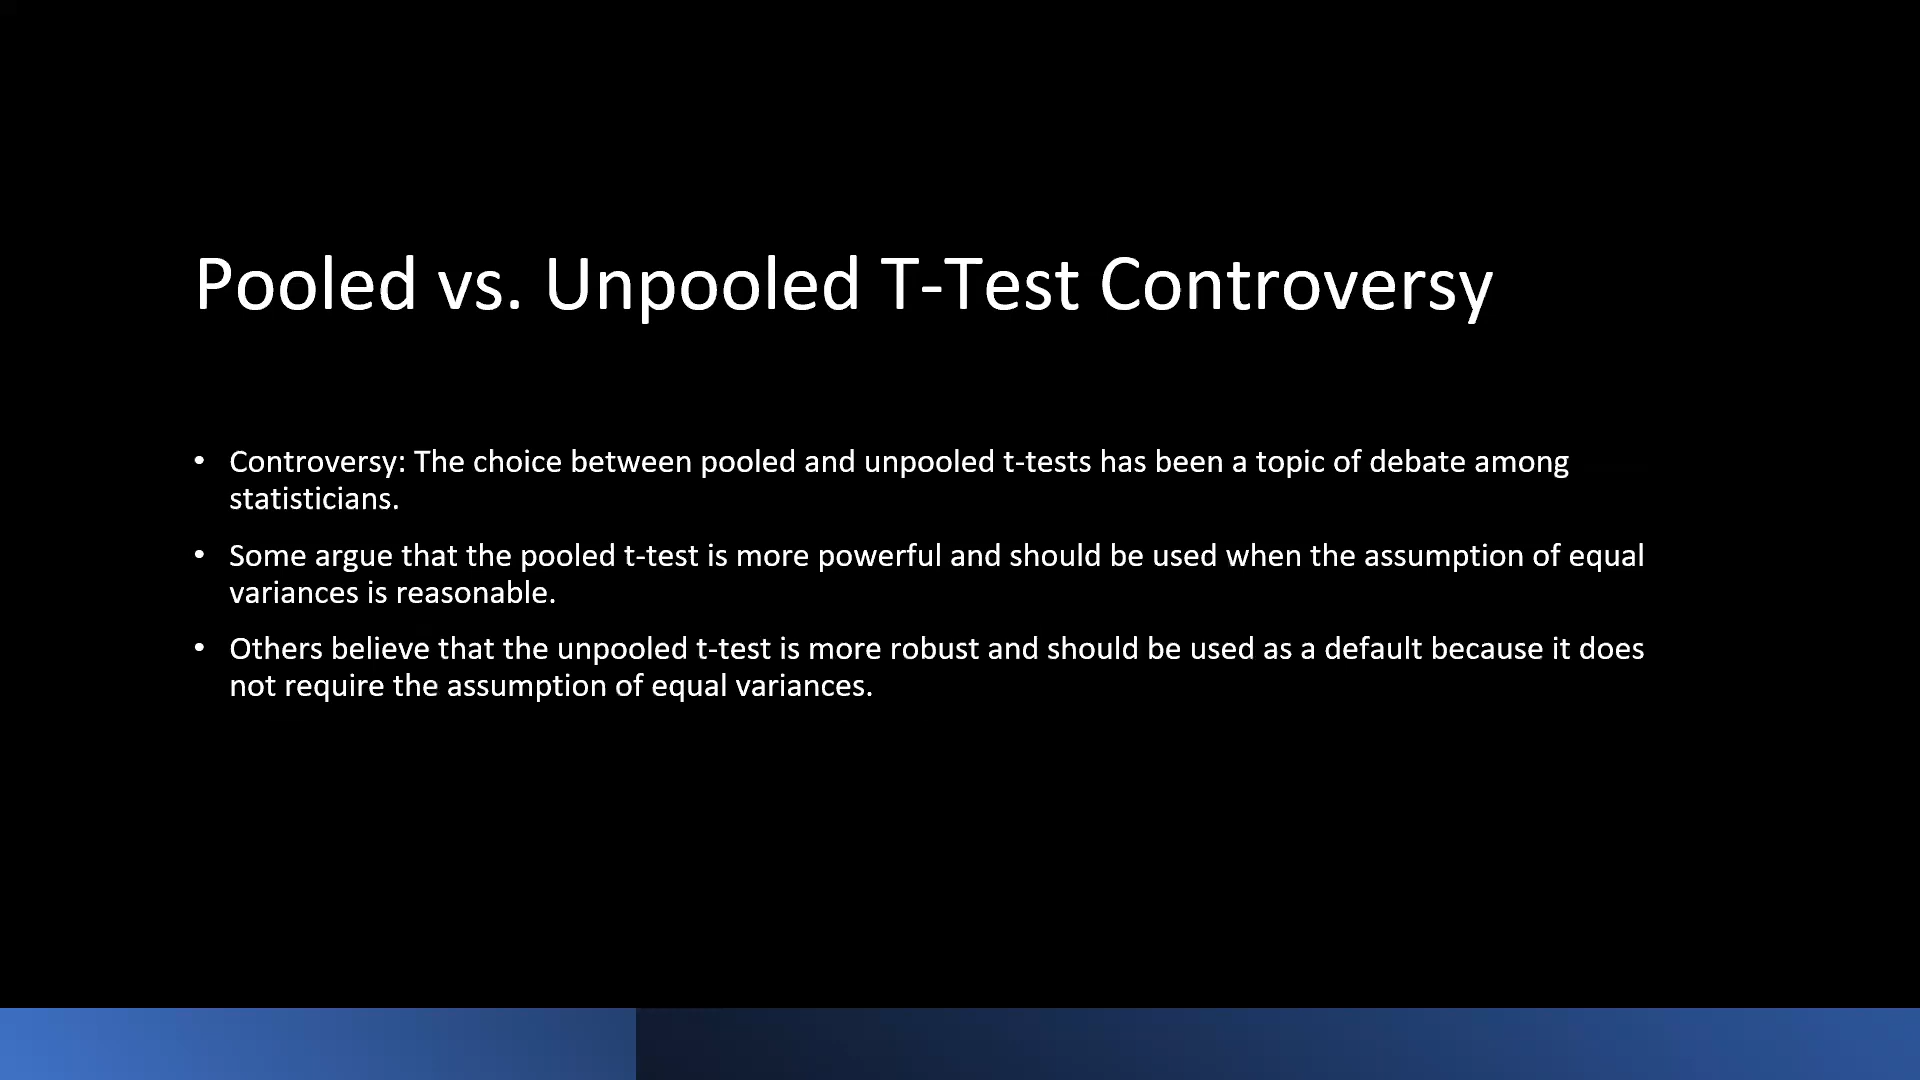 Pooled vs. Unpooled T-Test Controversy
• Controversy: The choice between pooled and unpooled t-tests has been a topic of debate among
statisticians.
• Some argue that the pooled t-test is more powerful and should be used when the assumption of equal
variances is reasonable.
• Others believe that the unpooled t-test is more robust and should be used as a default because it does
not require the assumption of equal variances.